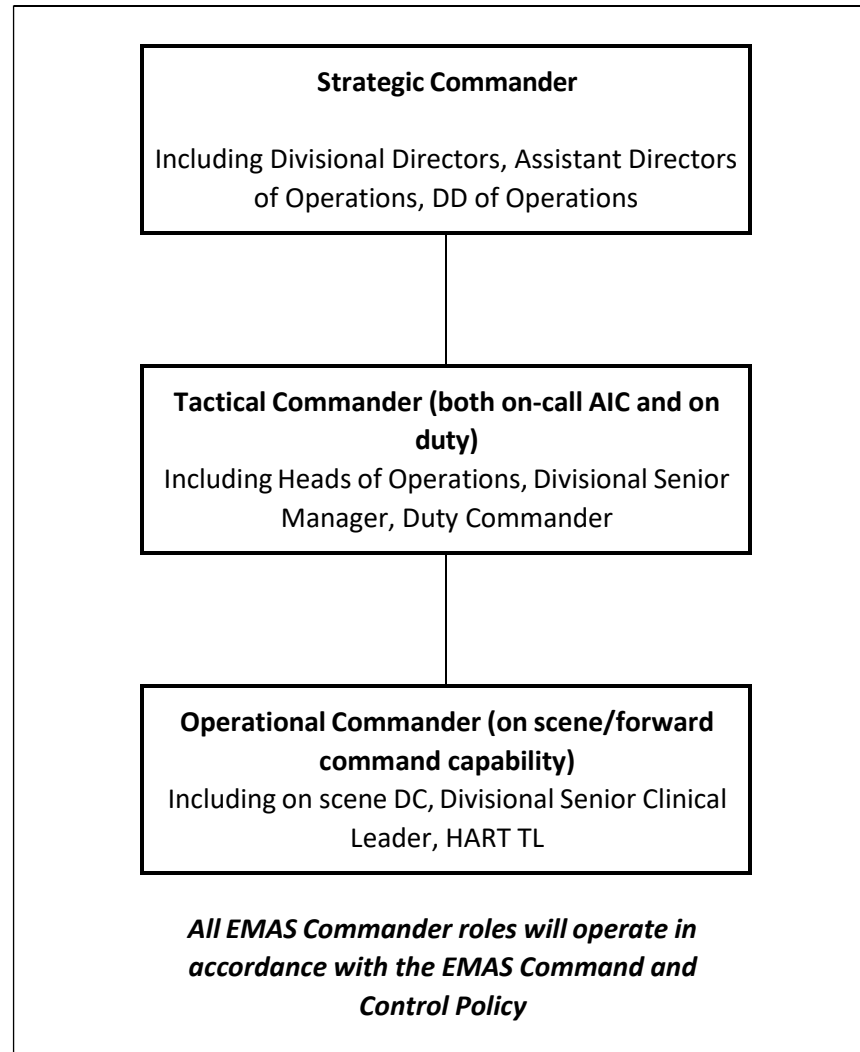 Strategic Commander
Including Divisional Directors, Assistant Directors
of Operations, DD of Operations
Tactical Commander (both on-call AIC and on
duty)
Including Heads of Operations, Divisional Senior
Manager, Duty Commander
Operational Commander (on scene/forward
command capability)
Including on scene DC, Divisional Senior Clinical
Leader, HART TL
All EMAS Commander roles will operate in
accordance with the EMAS Command and
Control Policy